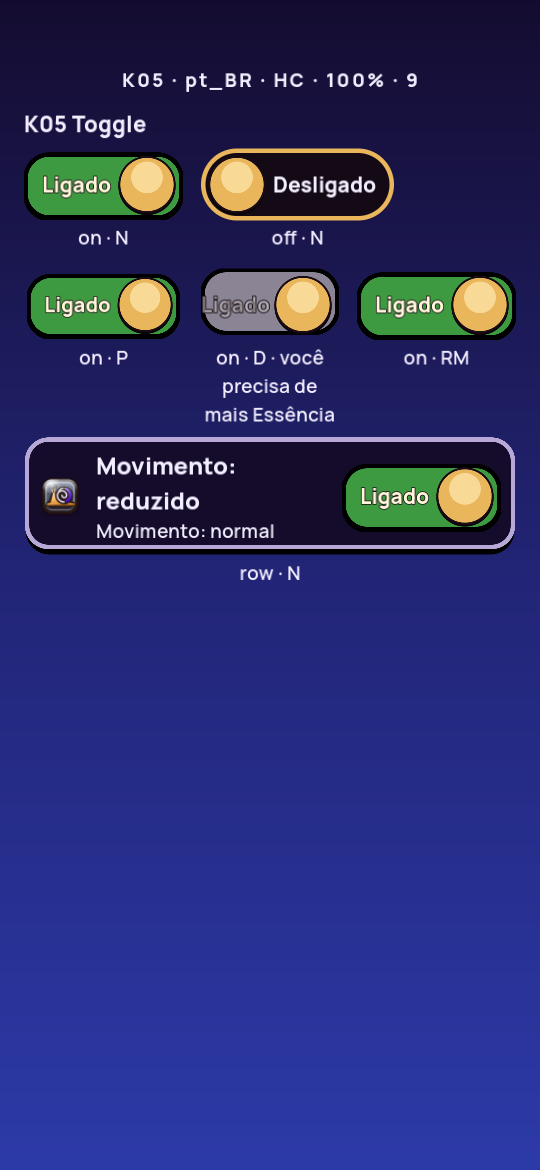 K05 · pt_BR · HC · 100% · 9
K05 Toggle
Ligado
Desligado
on · N
off · N
Ligado
Ligado
Ligado
on · P
on · D · você
precisa de
mais Essência
on · RM
Movimento:
reduzido
Movimento: normal
Ligado
row · N